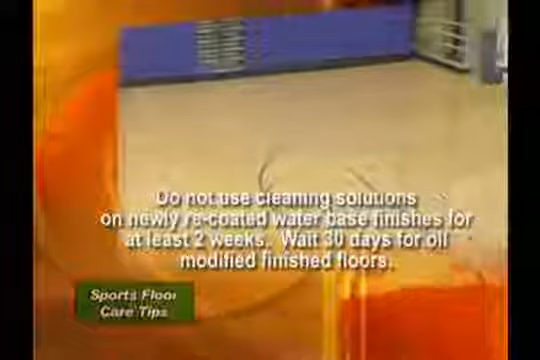 Do not use cleaning solutions
on newly re-coated water base finishes for
at least 2 weeks. Wait 30 days for oil
modified finished floors.
Sports Floor
Care Tips